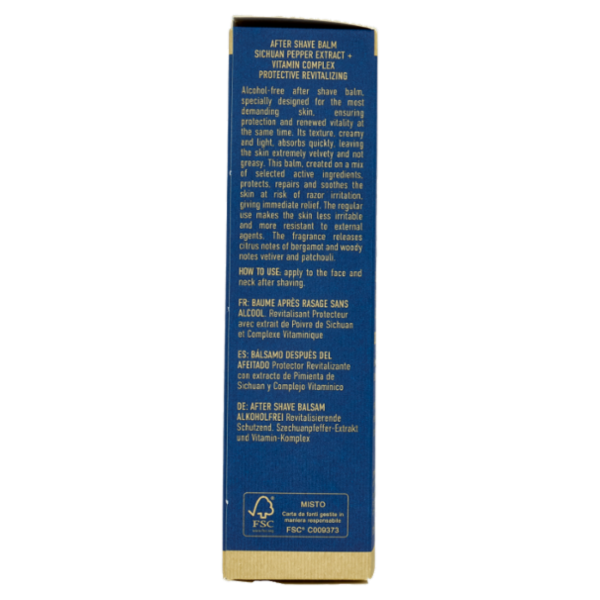 AFTER SHAVE BALM
SICHUAN PEPPER EXTRACT +
VITAMIN COMPLEX
PROTECTIVE REVITALIZING
Alcohol-free after shave balm,
specially designed for the most
demanding skin, ensuring
protection and renewed vitality at
the same time. Its texture, creamy
and light, absorbs quickly, leaving
the skin extremely velvety and not
greasy. This balm, created on a mix
of selected active ingredients,
protects, repairs and soothes the
skin at risk of razor irritation,
giving immediate relief. The regular
use makes the skin less irritable
and more resistant to external
agents. The fragrance releases
citrus notes of bergamot and woody
notes vetiver and patchouli.
HOW TO USE: apply to the face and
neck after shaving.
FR: BAUME APRÈS RASAGE SANS
ALCOOL. Revitalisant Protecteur
avec extrait de Poivre de Sichuan
et Complexe Vitaminique
ES: BÁLSAMO DESPUÉS DEL
AFEITADO Protector Revitalizante
con extracto de Pimienta de
Sichuan y Complejo Vitamínico
DE: AFTER SHAVE BALSAM
ALKOHOLFREI Revitalisierende
Schutzend. Szechuanpfeffer-Extrakt
und Vitamin-Komplex
MISTO
Carta da fonti gestite in
maniera responsabile
FSC
FSC® C009373